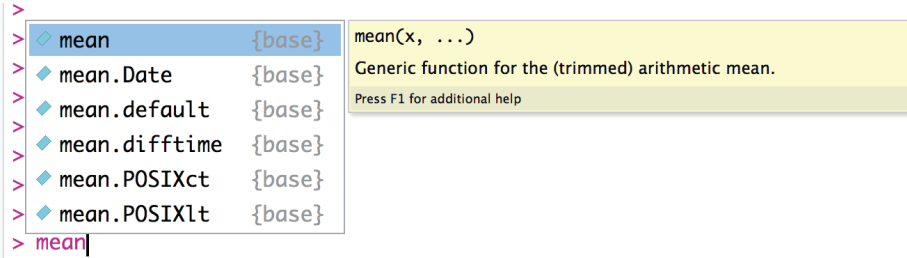 >
> mean {base}
> mean.Date {base}
> mean.default {base}
> mean.difftime {base}
> mean.POSIXct {base}
> mean.POSIXlt {base}
> mean
mean(x, ...)
Generic function for the (trimmed) arithmetic mean.
Press F1 for additional help